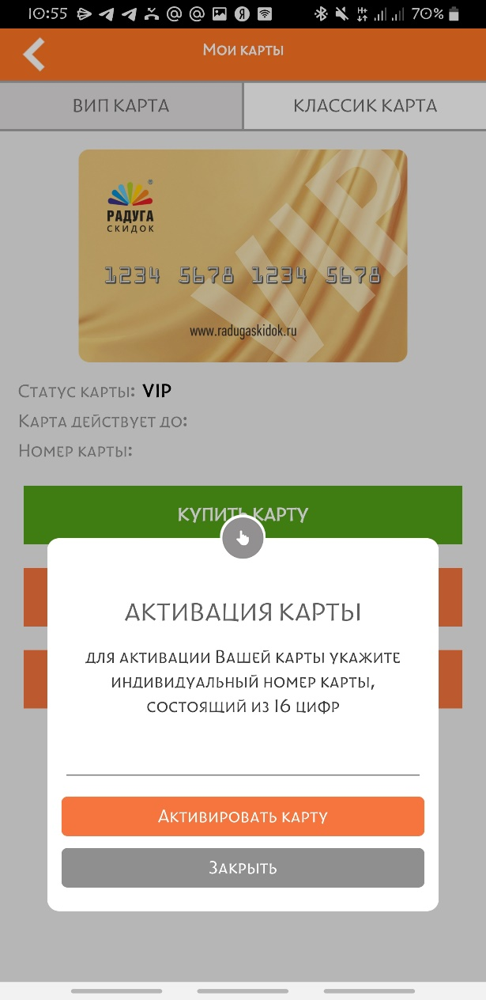 10:55 70%
Мои карты
ВИП КАРТА КЛАССИК КАРТА
VIP
РАДУГА
СКИДОК
1234 5678 1234 5678
www.radugaskidok.ru
Статус карты: VIP
Карта действует до:
Номер карты:
КУПИТЬ КАРТУ
АКТИВАЦИЯ КАРТЫ
для активации Вашей карты укажите
индивидуальный номер карты,
состоящий из 16 цифр
Активировать карту
Закрыть